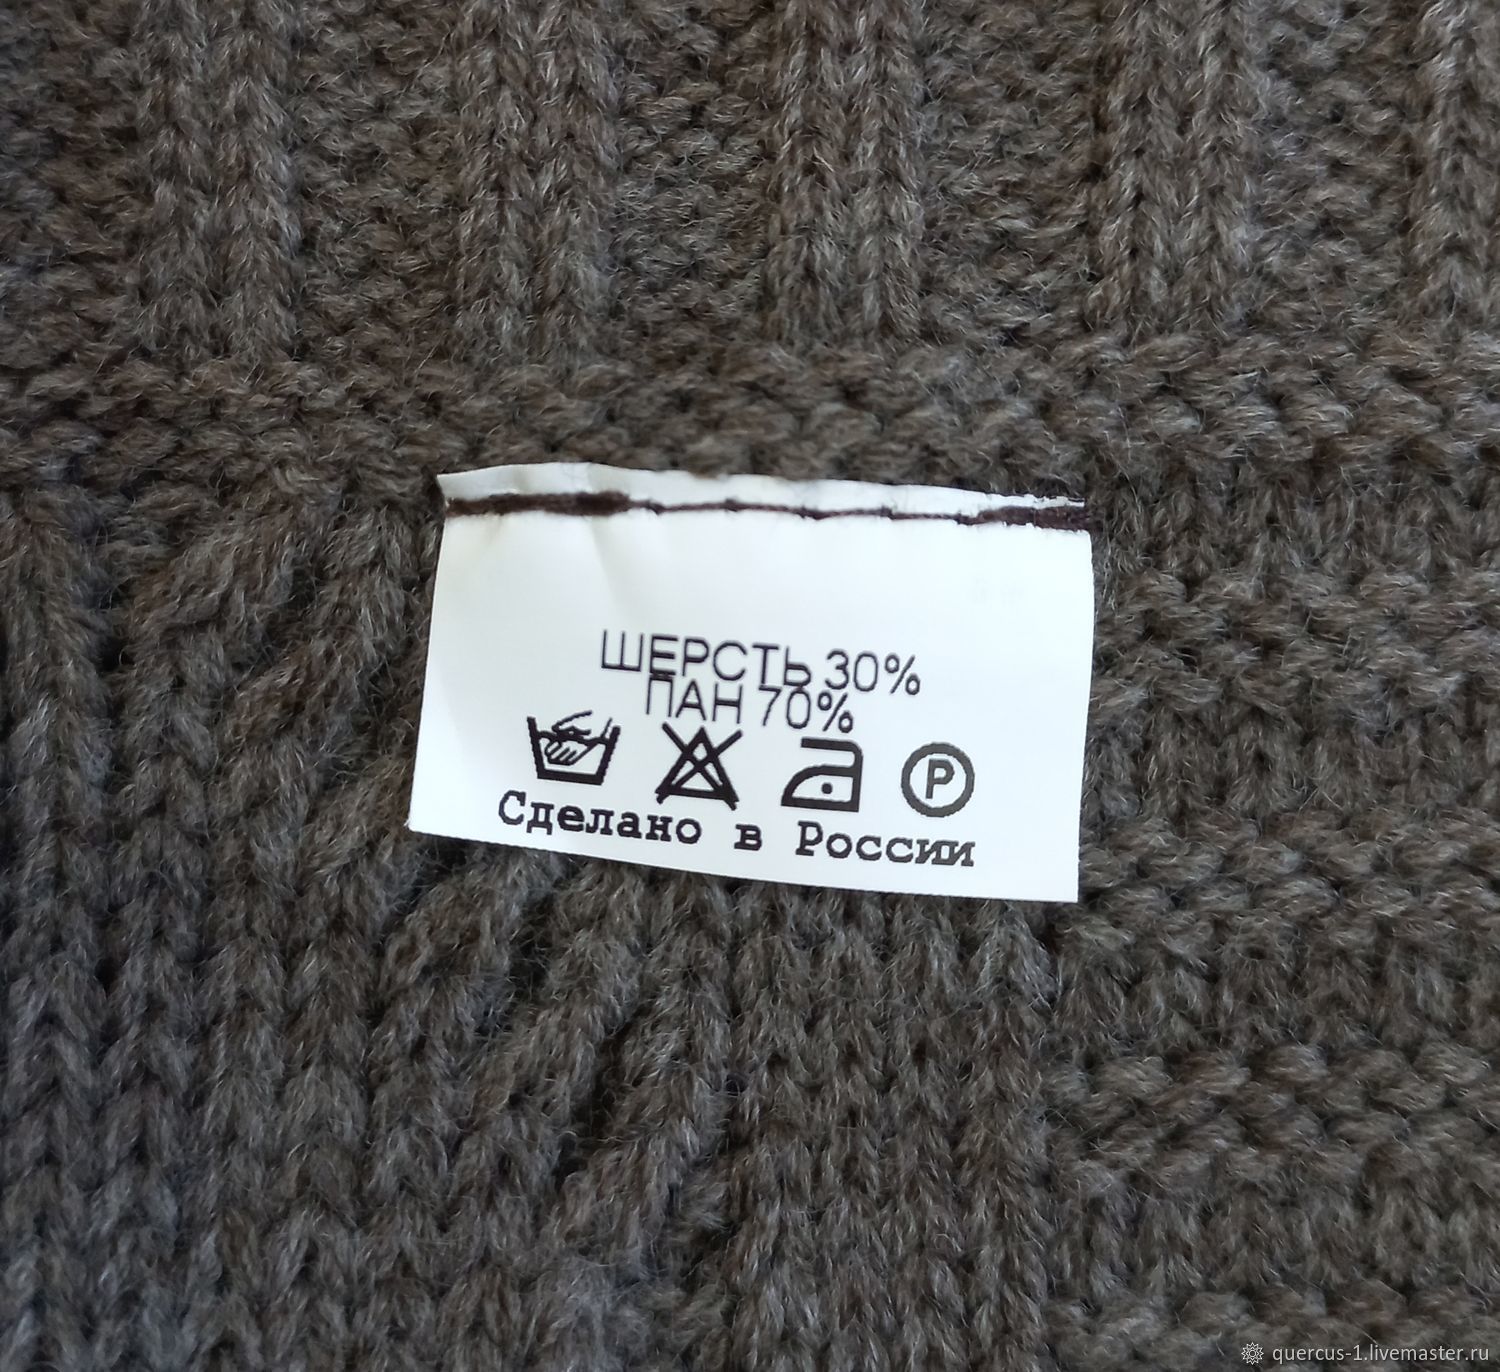 ШЕРСТЬ 30%
ПАН 70%
P
Сделано в России
quercus-1.livemaster.ru